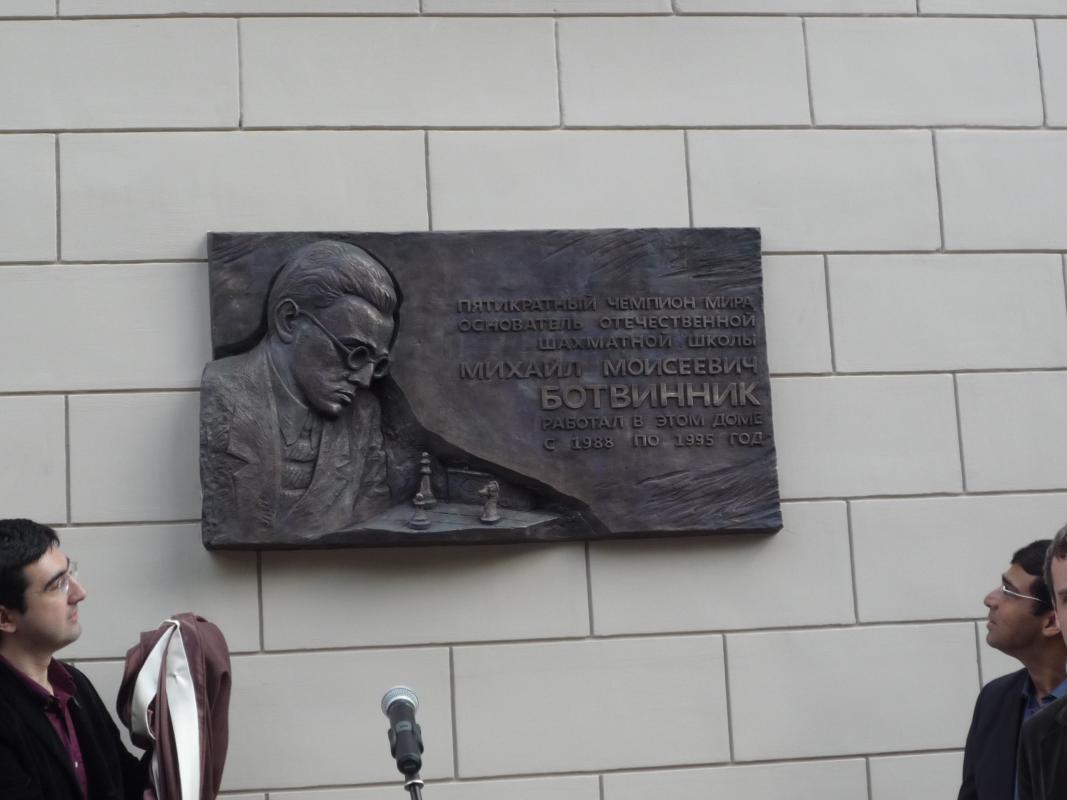 ПЯТИКРАТНЫЙ ЧЕМПИОН МИРА
ОСНОВАТЕЛЬ ОТЕЧЕСТВЕННОЙ
ШАХМАТНОЙ ШКОЛЫ
МИХАИЛ МОИСЕЕВИЧ
БОТВИННИК
РАБОТАЛ В ЭТОМ ДОМЕ
С 1988 ПО 1995 ГОД